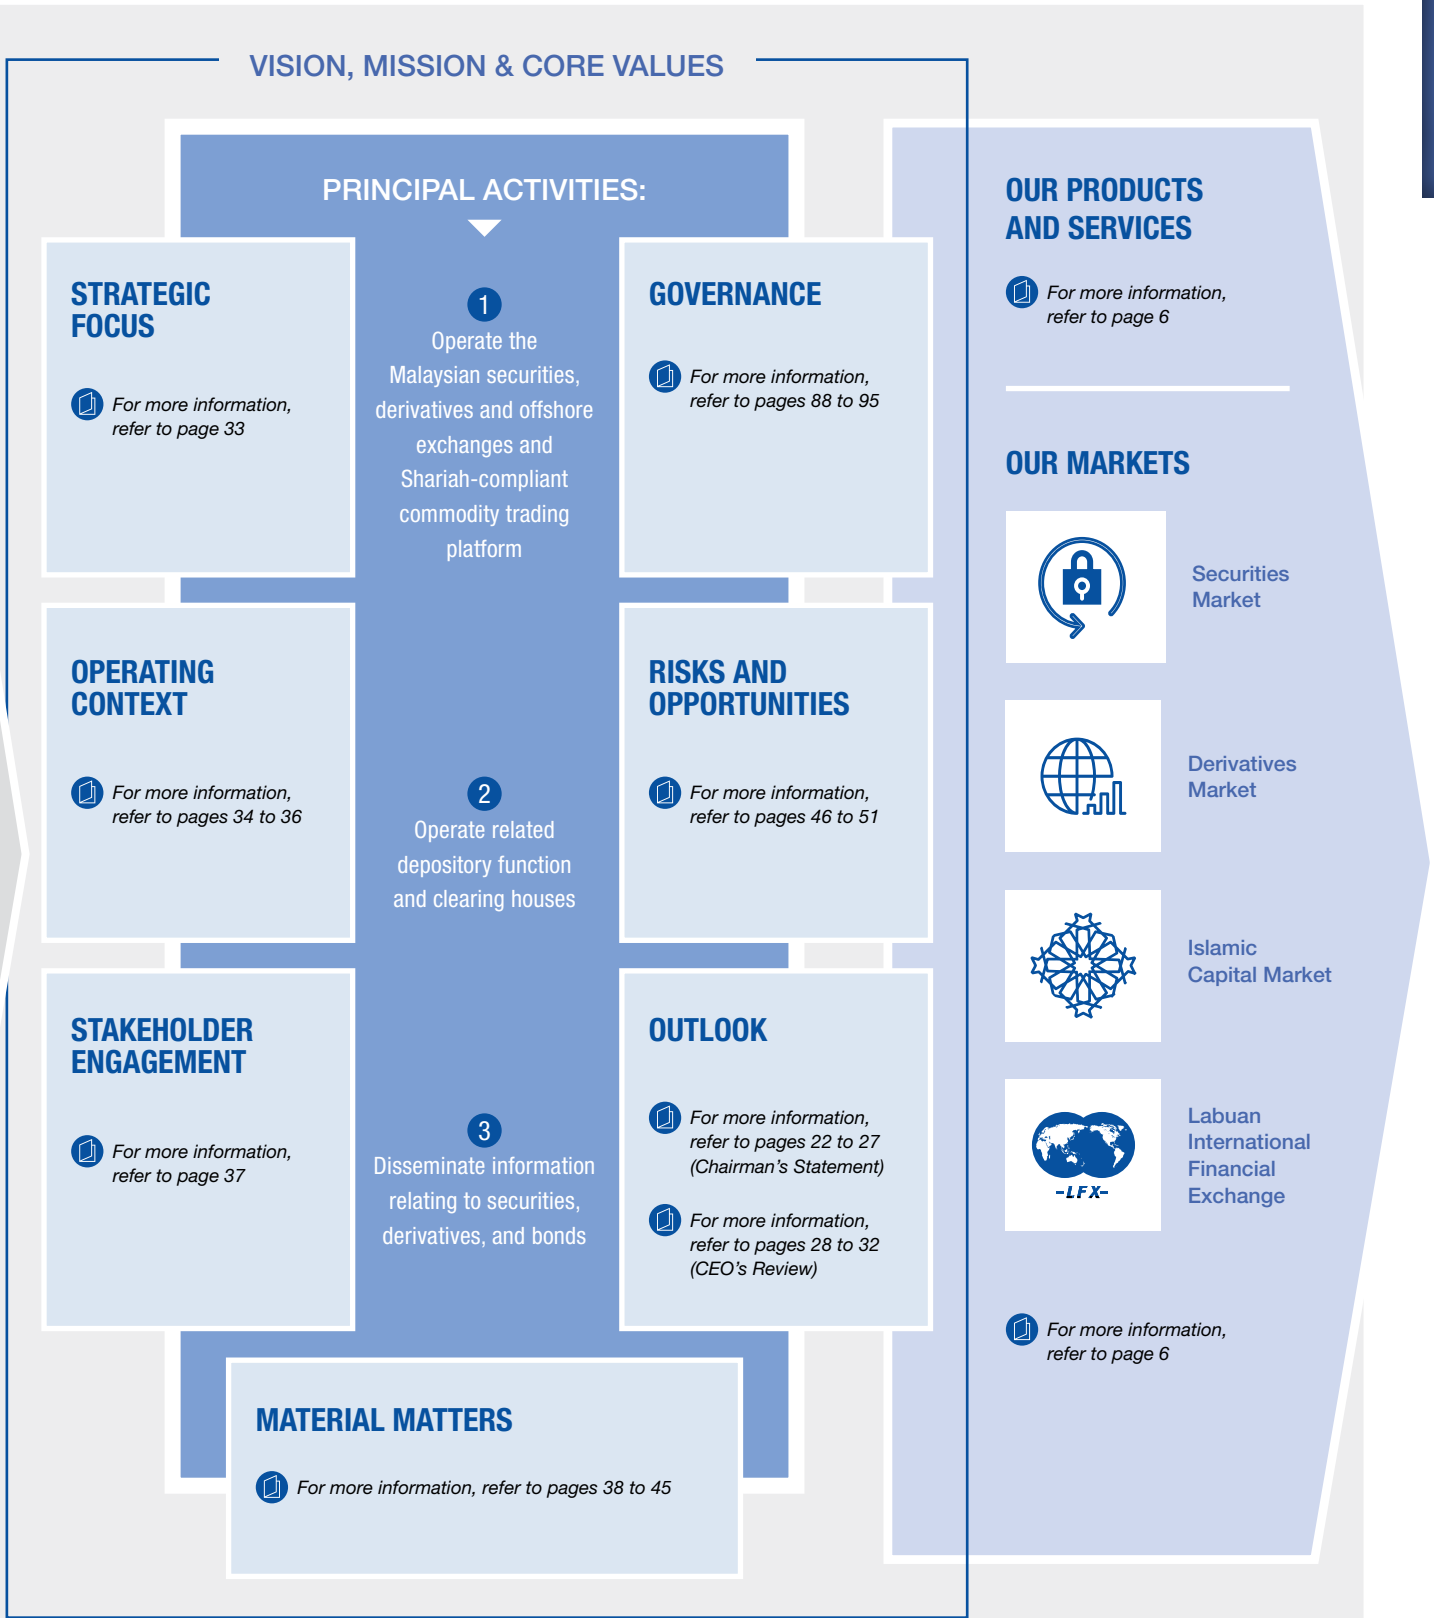 VISION, MISSION & CORE VALUES
PRINCIPAL ACTIVITIES:
STRATEGIC
FOCUS
For more information,
refer to page 33
OPERATING
CONTEXT
For more information,
refer to pages 34 to 36
STAKEHOLDER
ENGAGEMENT
For more information,
refer to page 37
1
Operate the
Malaysian securities,
derivatives and offshore
exchanges and
Shariah-compliant
commodity trading
platform
2
Operate related
depository function
and clearing houses
3
Disseminate information
relating to securities,
derivatives, and bonds
GOVERNANCE
For more information,
refer to pages 88 to 95
RISKS AND
OPPORTUNITIES
For more information,
refer to pages 46 to 51
OUTLOOK
For more information,
refer to pages 22 to 27
(Chairman's Statement)
For more information,
refer to pages 28 to 32
(CEO's Review)
MATERIAL MATTERS
For more information, refer to pages 38 to 45
OUR PRODUCTS
AND SERVICES
For more information,
refer to page 6
OUR MARKETS
Securities
Market
Derivatives
Market
Islamic
Capital Market
-LFX-
Labuan
International
Financial
Exchange
For more information,
refer to page 6